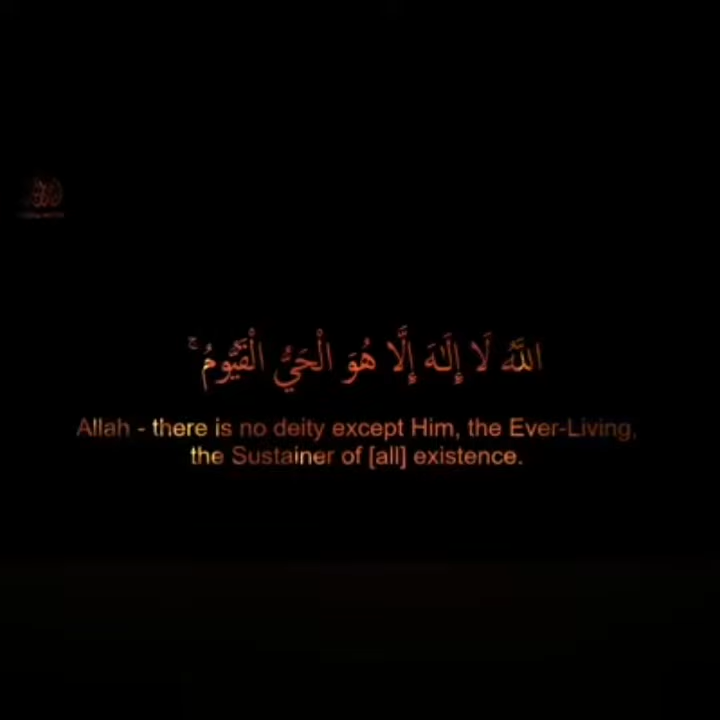 اللَّهُ لَا إِلَٰهَ إِلَّا هُوَ الْحَيُّ الْقَيُّومُ ۚ
Allah - there is no deity except Him, the Ever-Living,
the Sustainer of [all] existence.